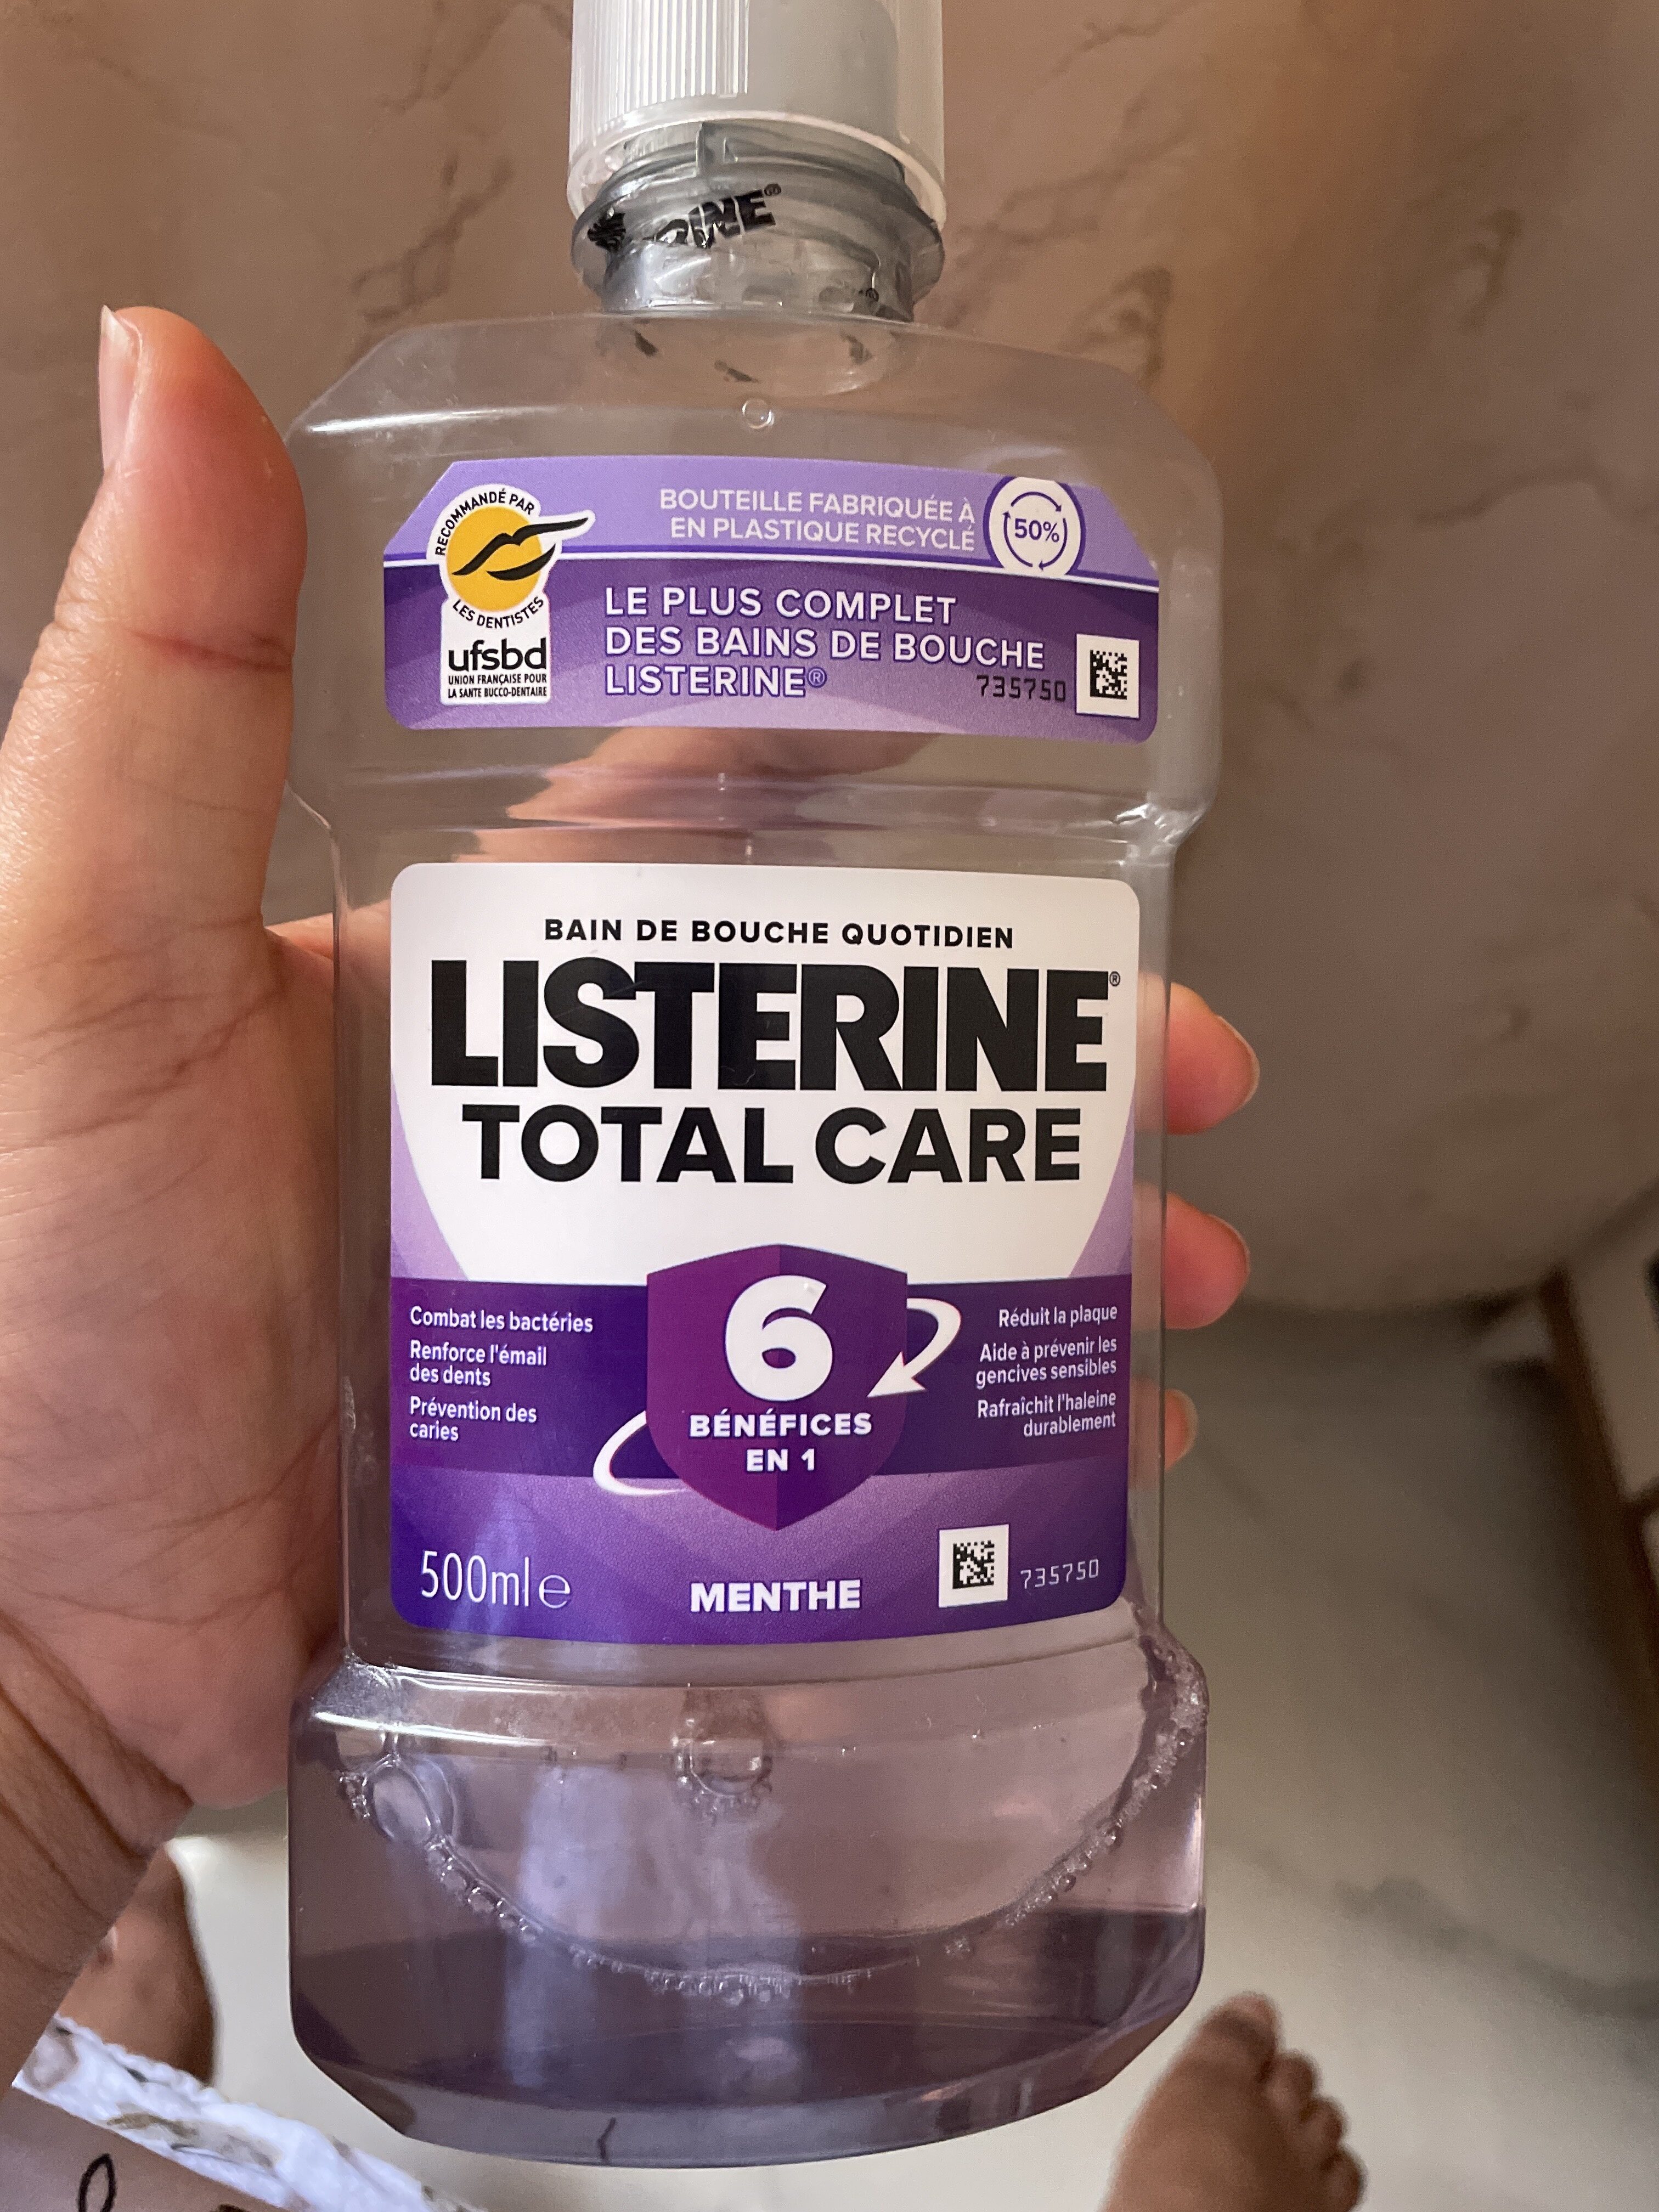 RINE®
RECOMMANDÉ PAR
LES DENTISTES
ufsbd
UNION FRANÇAISE POUR
LA SANTE BUCCO-DENTAIRE
BOUTEILLE FABRIQUÉE À
EN PLASTIQUE RECYCLÉ
50%
LE PLUS COMPLET
DES BAINS DE BOUCHE
LISTERINE®
735750
BAIN DE BOUCHE QUOTIDIEN
LISTERINE®
TOTAL CARE
Combat les bactéries
Renforce l'émail
des dents
Prévention des
caries
6
BÉNÉFICES
EN 1
Réduit la plaque
Aide à prévenir les
gencives sensibles
Rafraîchit l'haleine
durablement
500ml e
MENTHE
735750